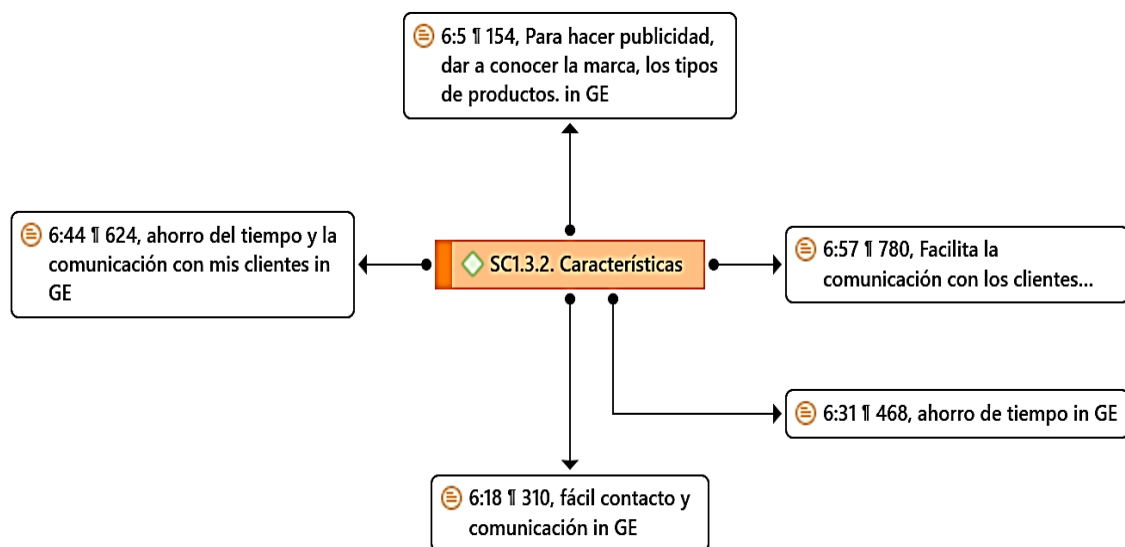 6:5 ¶ 154, Para hacer publicidad,
dar a conocer la marca, los tipos
de productos. in GE
6:44 ¶ 624, ahorro del tiempo y la
comunicación con mis clientes in
GE
SC1.3.2. Características
6:57 ¶ 780, Facilita la
comunicación con los clientes...
6:31 ¶ 468, ahorro de tiempo in GE
6:18 ¶ 310, fácil contacto y
comunicación in GE